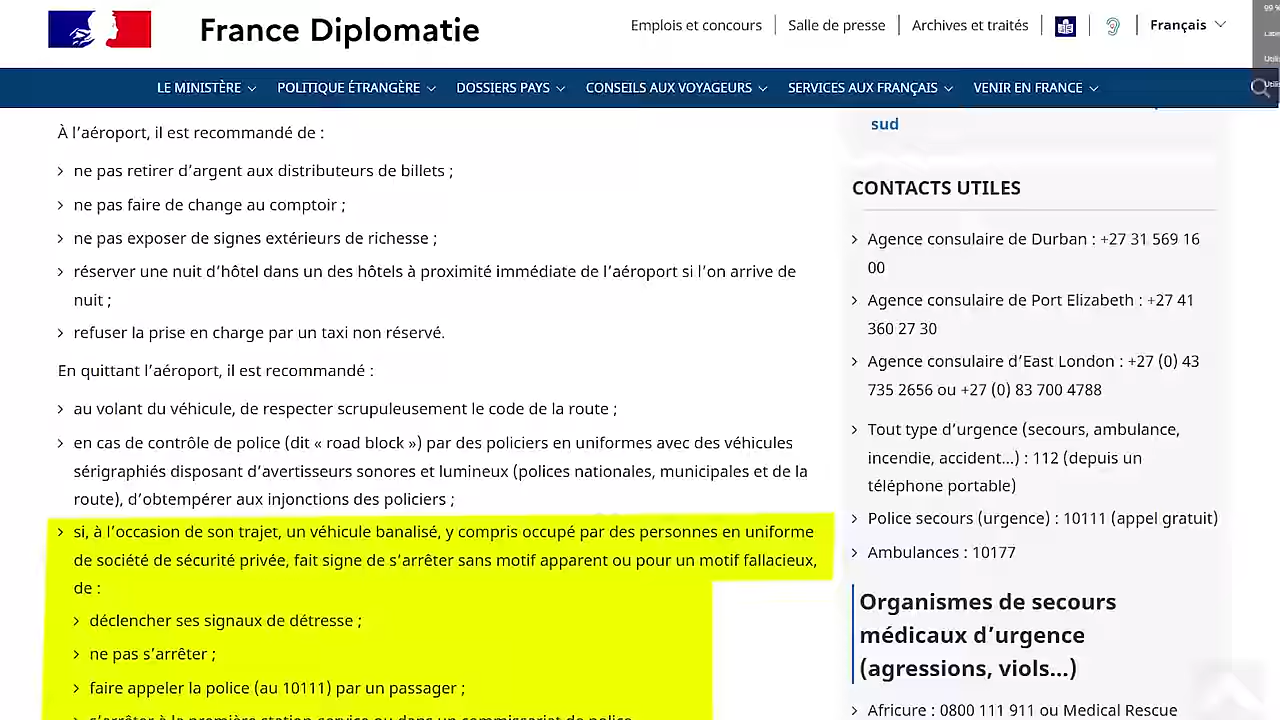 France Diplomatie
Emplois et concours
Salle de presse
Archives et traités
Français
LE MINISTÈRE
POLITIQUE ÉTRANGÈRE
DOSSIERS PAYS
CONSEILS AUX VOYAGEURS
SERVICES AUX FRANÇAIS
VENIR EN FRANCE
À l’aéroport, il est recommandé de :
ne pas retirer d’argent aux distributeurs de billets ;
ne pas faire de change au comptoir ;
ne pas exposer de signes extérieurs de richesse ;
réserver une nuit d’hôtel dans un des hôtels à proximité immédiate de l’aéroport si l’on arrive de
nuit ;
refuser la prise en charge par un taxi non réservé.
En quittant l’aéroport, il est recommandé :
au volant du véhicule, de respecter scrupuleusement le code de la route ;
en cas de contrôle de police (dit « road block ») par des policiers en uniformes avec des véhicules
sérigraphiés disposant d’avertisseurs sonores et lumineux (polices nationales, municipales et de la
route), d’obtempérer aux injonctions des policiers ;
si, à l’occasion de son trajet, un véhicule banalisé, y compris occupé par des personnes en uniforme
de société de sécurité privée, fait signe de s’arrêter sans motif apparent ou pour un motif fallacieux,
de :
déclencher ses signaux de détresse ;
ne pas s’arrêter ;
faire appeler la police (au 10111) par un passager ;
s’arrêter à la première station-service ou dans un commissariat de police.
sud
CONTACTS UTILES
Agence consulaire de Durban : +27 31 569 16
00
Agence consulaire de Port Elizabeth : +27 41
360 27 30
Agence consulaire d’East London : +27 (0) 43
735 2656 ou +27 (0) 83 700 4788
Tout type d’urgence (secours, ambulance,
incendie, accident...) : 112 (depuis un
téléphone portable)
Police secours (urgence) : 10111 (appel gratuit)
Ambulances : 10177
Organismes de secours
médicaux d’urgence
(agressions, viols...)
Africure : 0800 111 911 ou Medical Rescue